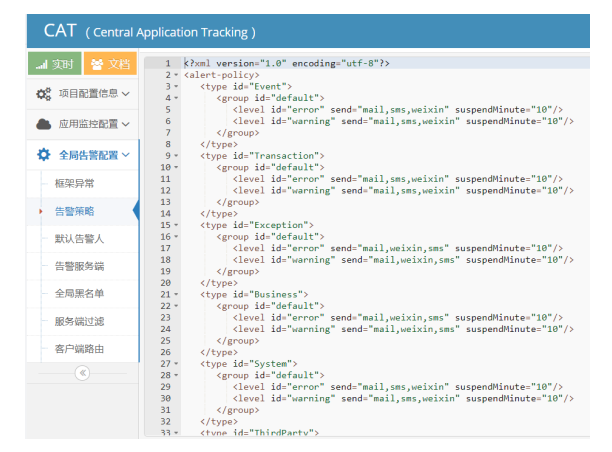 CAT ( Central Application Tracking )
实时 文档
项目配置信息
应用监控配置
全局告警配置
框架异常
告警策略
默认告警人
告警服务端
全局黑名单
服务端过滤
客户端路由
1 <?xml version="1.0" encoding="utf-8"?>
2 <alert-policy>
3 <type id="Event">
4 <group id="default">
5 <level id="error" send="mail,sms,weixin" suspendMinute="10"/>
6 <level id="warning" send="mail,sms,weixin" suspendMinute="10"/>
7 </group>
8 </type>
9 <type id="Transaction">
10 <group id="default">
11 <level id="error" send="mail,sms,weixin" suspendMinute="10"/>
12 <level id="warning" send="mail,sms,weixin" suspendMinute="10"/>
13 </group>
14 </type>
15 <type id="Exception">
16 <group id="default">
17 <level id="error" send="mail,weixin,sms" suspendMinute="10"/>
18 <level id="warning" send="mail,weixin,sms" suspendMinute="10"/>
19 </group>
20 </type>
21 <type id="Business">
22 <group id="default">
23 <level id="error" send="mail,weixin,sms" suspendMinute="10"/>
24 <level id="warning" send="mail,weixin,sms" suspendMinute="10"/>
25 </group>
26 </type>
27 <type id="System">
28 <group id="default">
29 <level id="error" send="mail,sms,weixin" suspendMinute="10"/>
30 <level id="warning" send="mail,sms,weixin" suspendMinute="10"/>
31 </group>
32 </type>
33 <type id="ThirdParty">